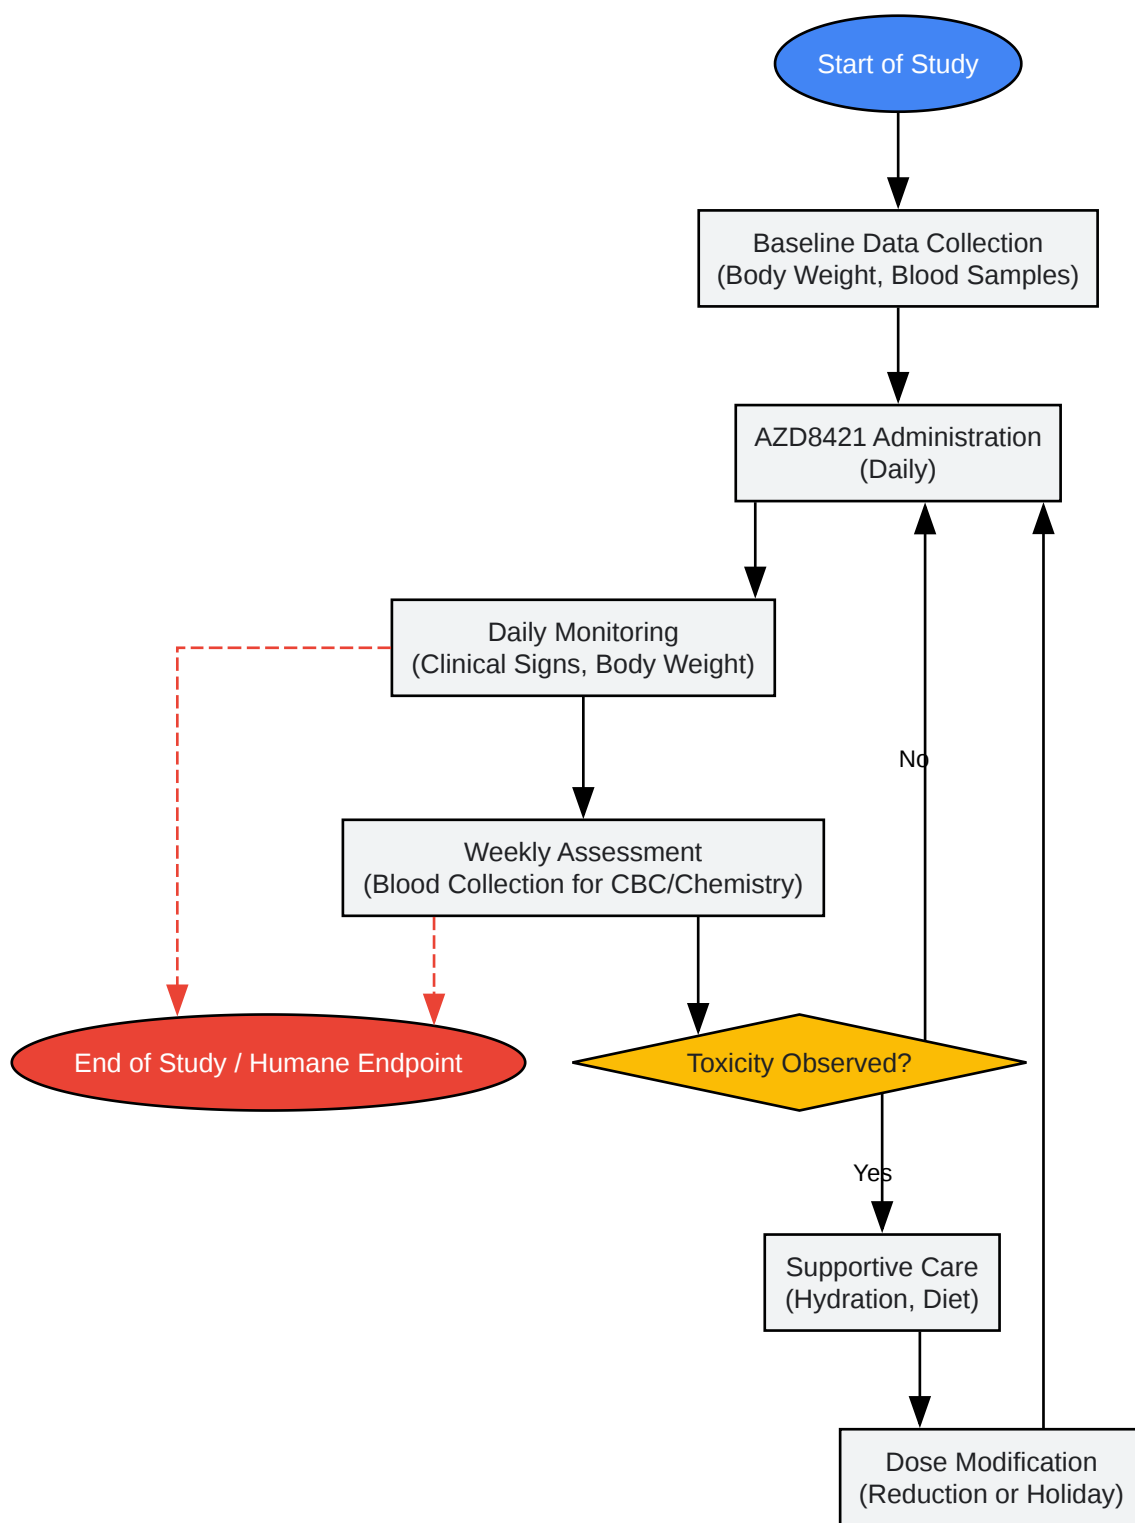 Start of Study
Baseline Data Collection
(Body Weight, Blood Samples)
AZD8421 Administration
(Daily)
Daily Monitoring
(Clinical Signs, Body Weight)
No
Weekly Assessment
(Blood Collection for CBC/Chemistry)
End of Study / Humane Endpoint
Toxicity Observed?
Yes
Supportive Care
(Hydration, Diet)
Dose Modification
(Reduction or Holiday)